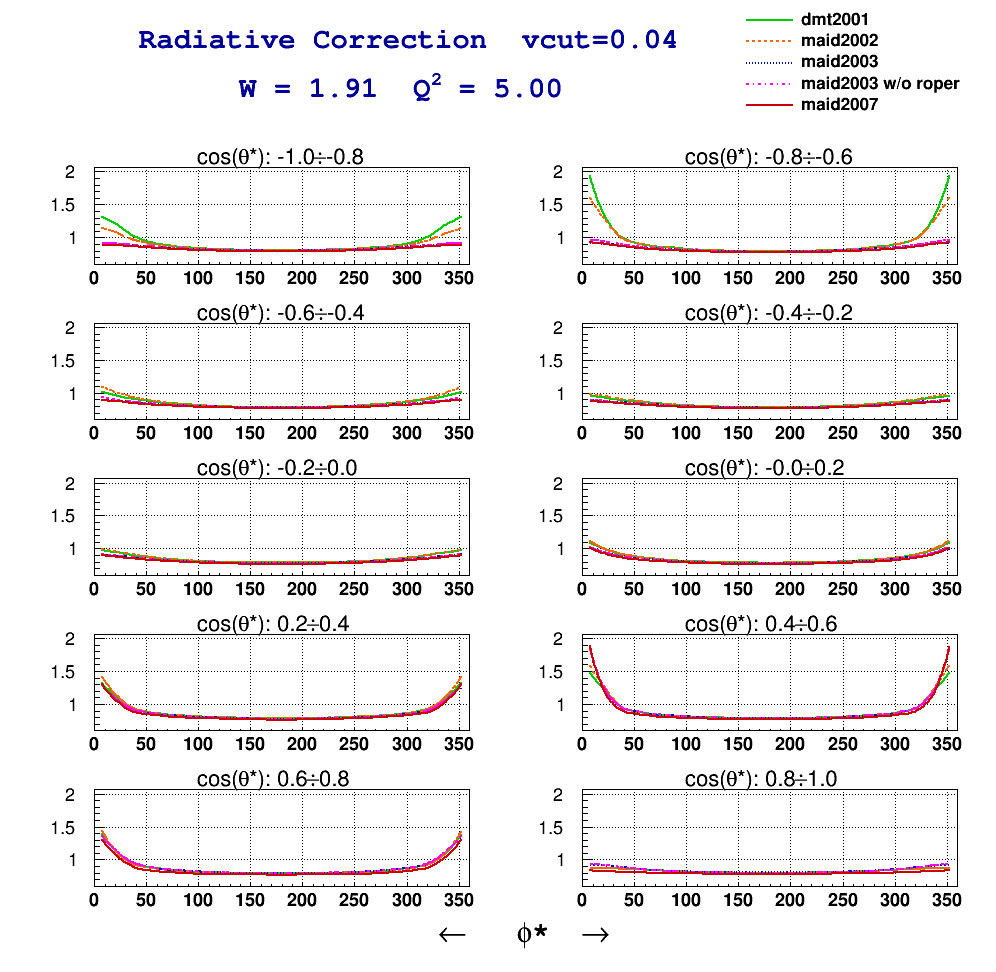 Radiative Correction vcut=0.04
W = 1.91 Q² = 5.00
dmt2001
maid2002
maid2003
maid2003 w/o roper
maid2007
cos(θ*): -1.0÷-0.8
2
1.5
1
0 50 100 150 200 250 300 350
cos(θ*): -0.8÷-0.6
2
1.5
1
0 50 100 150 200 250 300 350
cos(θ*): -0.6÷-0.4
2
1.5
1
0 50 100 150 200 250 300 350
cos(θ*): -0.4÷-0.2
2
1.5
1
0 50 100 150 200 250 300 350
cos(θ*): -0.2÷0.0
2
1.5
1
0 50 100 150 200 250 300 350
cos(θ*): -0.0÷0.2
2
1.5
1
0 50 100 150 200 250 300 350
cos(θ*): 0.2÷0.4
2
1.5
1
0 50 100 150 200 250 300 350
cos(θ*): 0.4÷0.6
2
1.5
1
0 50 100 150 200 250 300 350
cos(θ*): 0.6÷0.8
2
1.5
1
0 50 100 150 200 250 300 350
cos(θ*): 0.8÷1.0
2
1.5
1
0 50 100 150 200 250 300 350
← ϕ* →